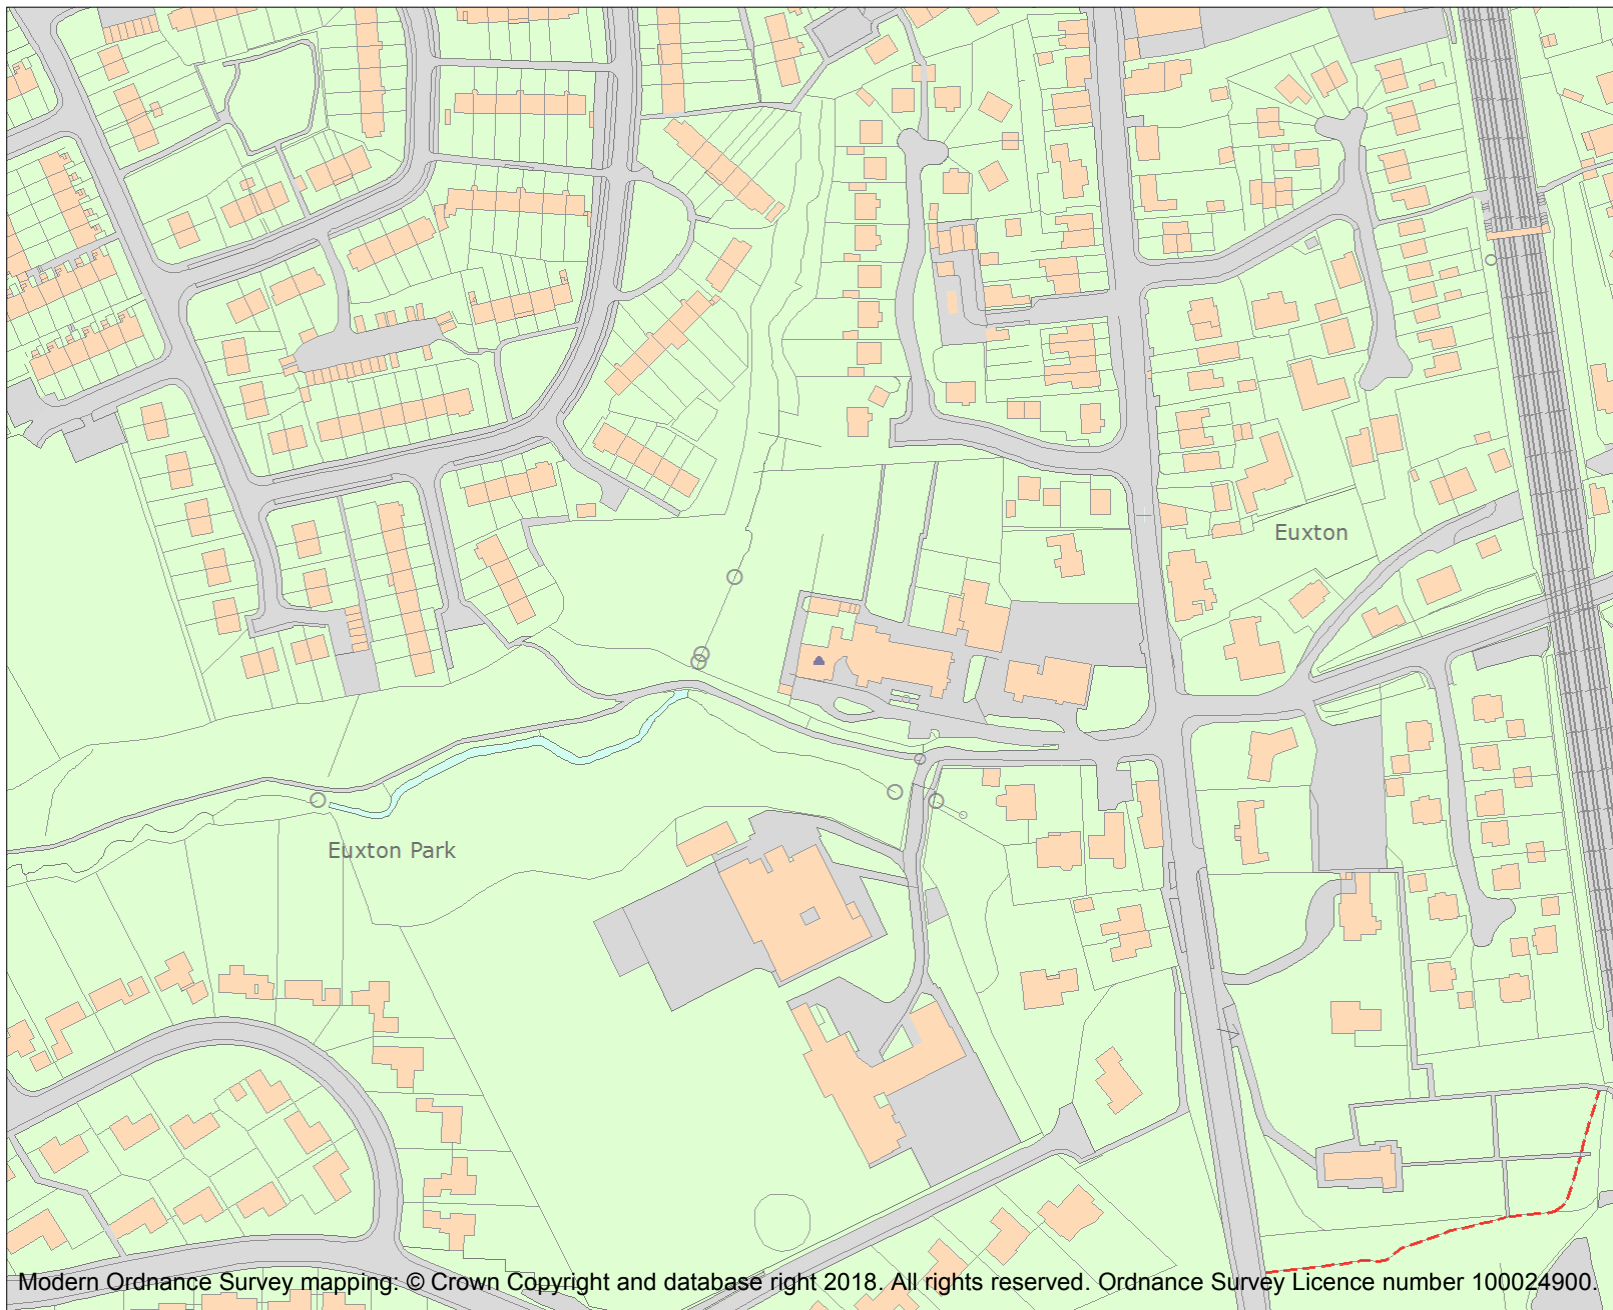 Euxton
Euxton Park
Modern Ordnance Survey mapping: © Crown Copyright and database right 2018. All rights reserved. Ordnance Survey Licence number 100024900.